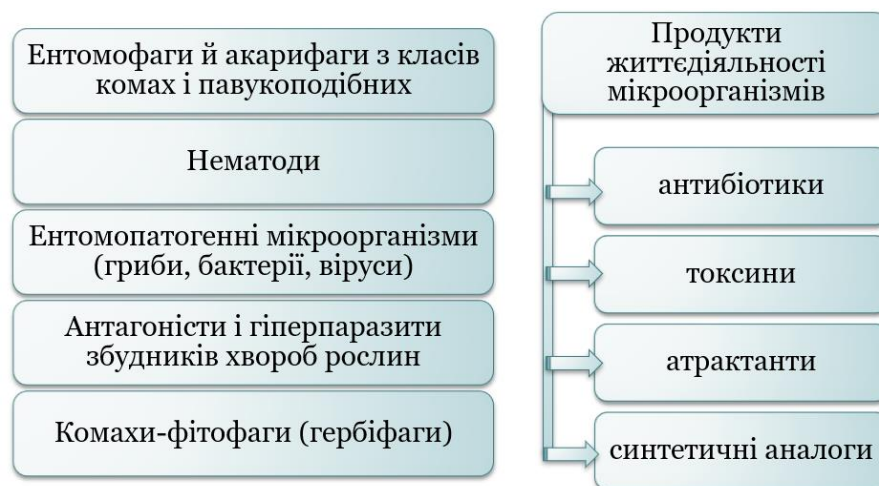 Ентомофаги й акарифаги з класів
комах і павукоподібних
Нематоди
Ентомопатогенні мікроорганізми
(гриби, бактерії, віруси)
Антагоністи і гіперпаразити
збудників хвороб рослин
Комахи-фітофаги (гербіфаги)
Продукти
життєдіяльності
мікроорганізмів
антибіотики
токсини
атрактанти
синтетичні аналоги